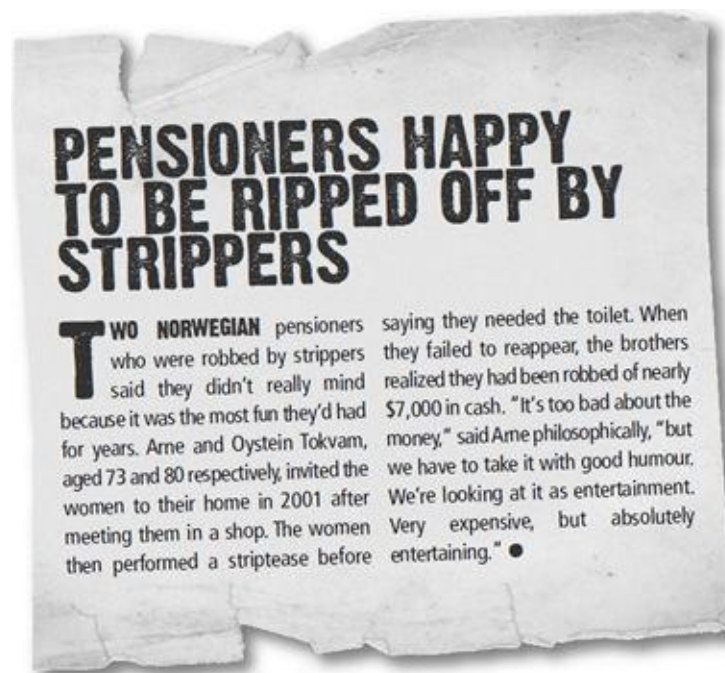 PENSIONERS HAPPY
TO BE RIPPED OFF BY
STRIPPERS
TWO NORWEGIAN pensioners
who were robbed by strippers
said they didn't really mind
because it was the most fun they'd had
for years. Arne and Oystein Tokvam,
aged 73 and 80 respectively, invited the
women to their home in 2001 after
meeting them in a shop. The women
then performed a striptease before
saying they needed the toilet. When
they failed to reappear, the brothers
realized they had been robbed of nearly
$7,000 in cash. "It's too bad about the
money," said Arne philosophically, "but
we have to take it with good humour.
We're looking at it as entertainment.
Very expensive, but absolutely
entertaining." ●